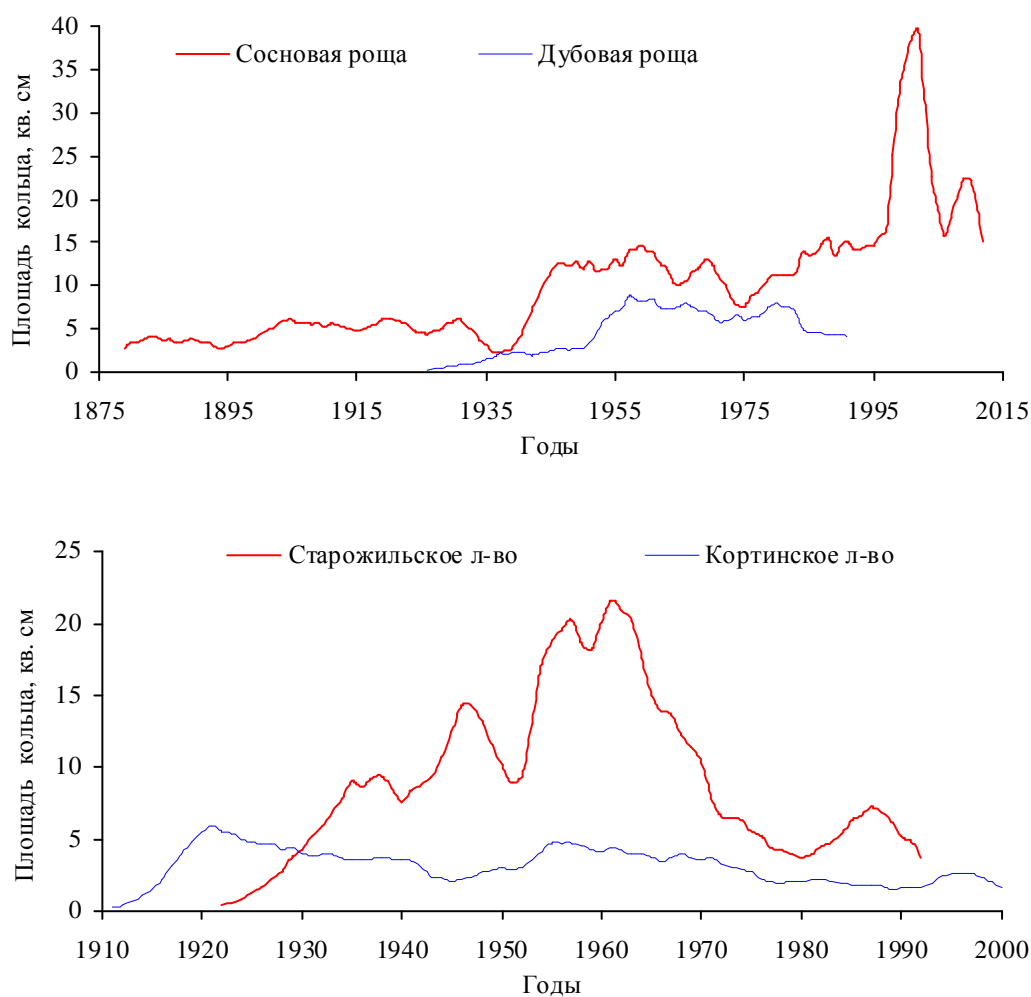 Площадь кольца, кв. см
40
35
30
25
20
15
10
5
0
Сосновая роща
Дубовая роща
1875 1895 1915 1935 1955 1975 1995 2015
Годы
Площадь кольца, кв. см
25
20
15
10
5
0
Старожильское л-во
Кортинское л-во
1910 1920 1930 1940 1950 1960 1970 1980 1990 2000
Годы